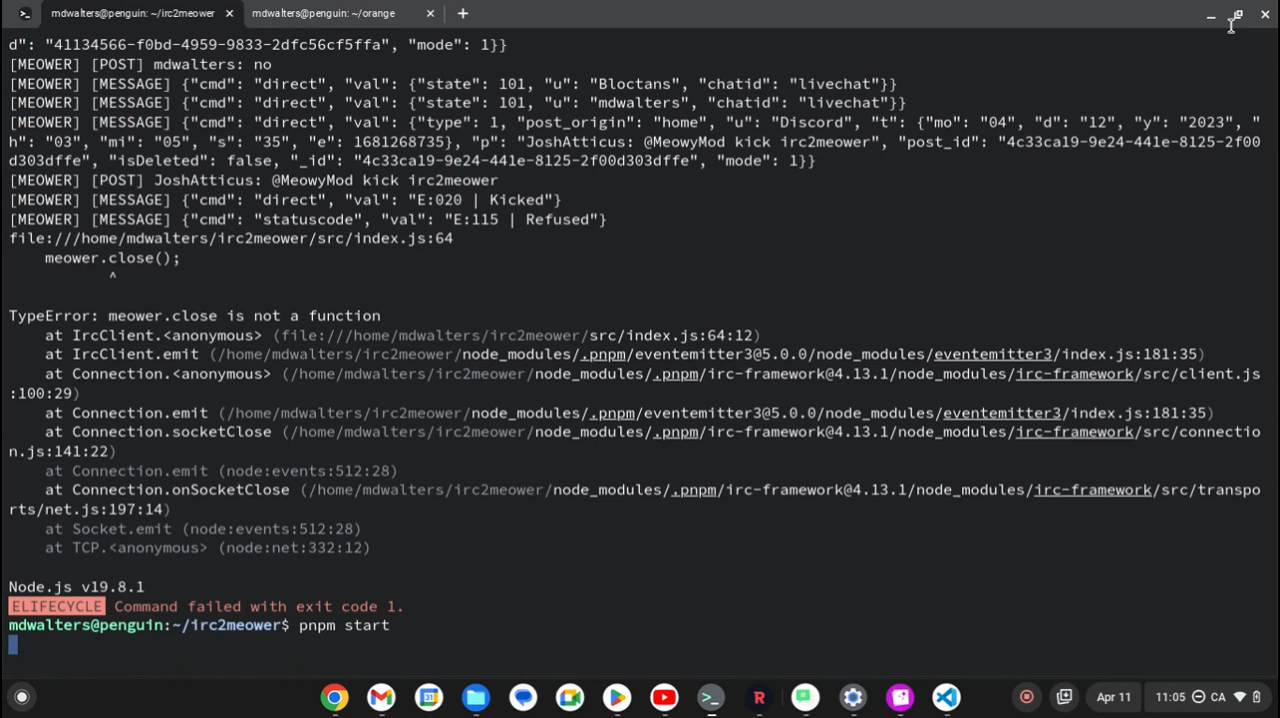 mdwalters@penguin: ~/irc2meower
mdwalters@penguin: ~/orange
d": "41134566-f0bd-4959-9833-2dfc56cf5ffa", "mode": 1}}
[MEOWER] [POST] mdwalters: no
[MEOWER] [MESSAGE] {"cmd": "direct", "val": {"state": 101, "u": "Bloctans", "chatid": "livechat"}}
[MEOWER] [MESSAGE] {"cmd": "direct", "val": {"state": 101, "u": "mdwalters", "chatid": "livechat"}}
[MEOWER] [MESSAGE] {"cmd": "direct", "val": {"type": 1, "post_origin": "home", "u": "Discord", "t": {"mo": "04", "d": "12", "y": "2023", "
h": "03", "mi": "05", "s": "35", "e": 1681268735}, "p": "JoshAtticus: @MeowyMod kick irc2meower", "post_id": "4c33ca19-9e24-441e-8125-2f00
d303dffe", "isDeleted": false, "_id": "4c33ca19-9e24-441e-8125-2f00d303dffe", "mode": 1}}
[MEOWER] [POST] JoshAtticus: @MeowyMod kick irc2meower
[MEOWER] [MESSAGE] {"cmd": "direct", "val": "E:020 | Kicked"}
[MEOWER] [MESSAGE] {"cmd": "statuscode", "val": "E:115 | Refused"}
file:///home/mdwalters/irc2meower/src/index.js:64
    meower.close();
           ^
TypeError: meower.close is not a function
    at IrcClient.<anonymous> (file:///home/mdwalters/irc2meower/src/index.js:64:12)
    at IrcClient.emit (/home/mdwalters/irc2meower/node_modules/.pnpm/eventemitter3@5.0.0/node_modules/eventemitter3/index.js:181:35)
    at Connection.<anonymous> (/home/mdwalters/irc2meower/node_modules/.pnpm/irc-framework@4.13.1/node_modules/irc-framework/src/client.js
:100:29)
    at Connection.emit (/home/mdwalters/irc2meower/node_modules/.pnpm/eventemitter3@5.0.0/node_modules/eventemitter3/index.js:181:35)
    at Connection.socketClose (/home/mdwalters/irc2meower/node_modules/.pnpm/irc-framework@4.13.1/node_modules/irc-framework/src/connectio
n.js:141:22)
    at Connection.emit (node:events:512:28)
    at Connection.onSocketClose (/home/mdwalters/irc2meower/node_modules/.pnpm/irc-framework@4.13.1/node_modules/irc-framework/src/transpo
rts/net.js:197:14)
    at Socket.emit (node:events:512:28)
    at TCP.<anonymous> (node:net:332:12)
Node.js v19.8.1
ELIFECYCLE Command failed with exit code 1.
mdwalters@penguin:~/irc2meower$ pnpm start
Apr 11
11:05
CA